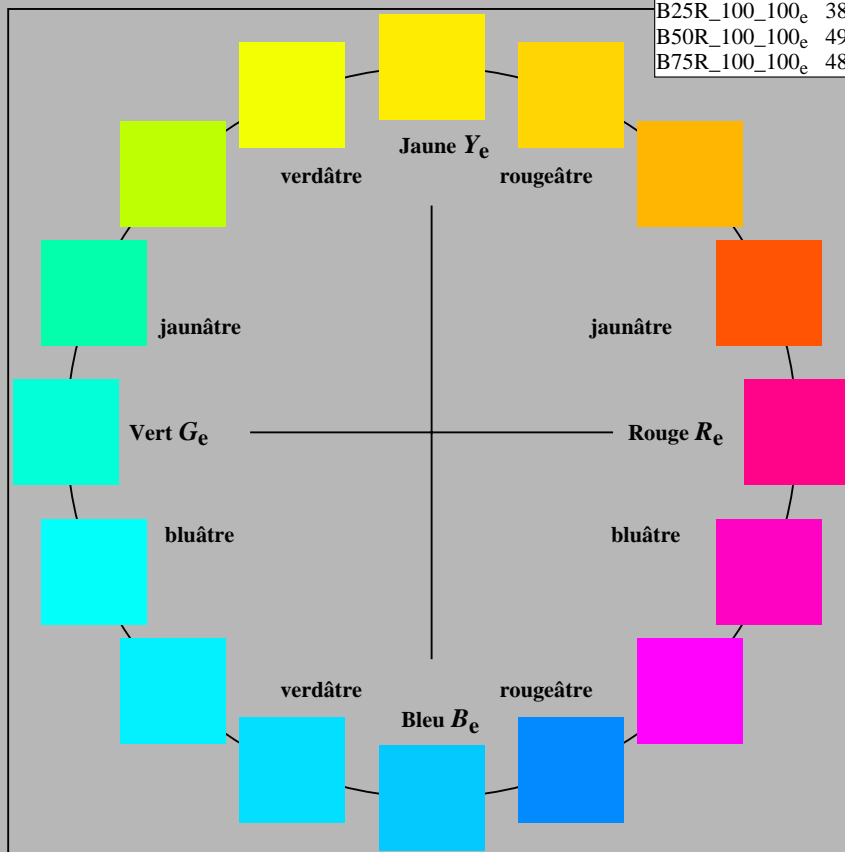 B25R_100_100e 38
B50R_100_100e 49
B75R_100_100e 48
Jaune Ye
verdâtre rougeâtre
jaunâtre jaunâtre
Vert Ge Rouge Re
bluâtre bluâtre
verdâtre rougeâtre
Bleu Be